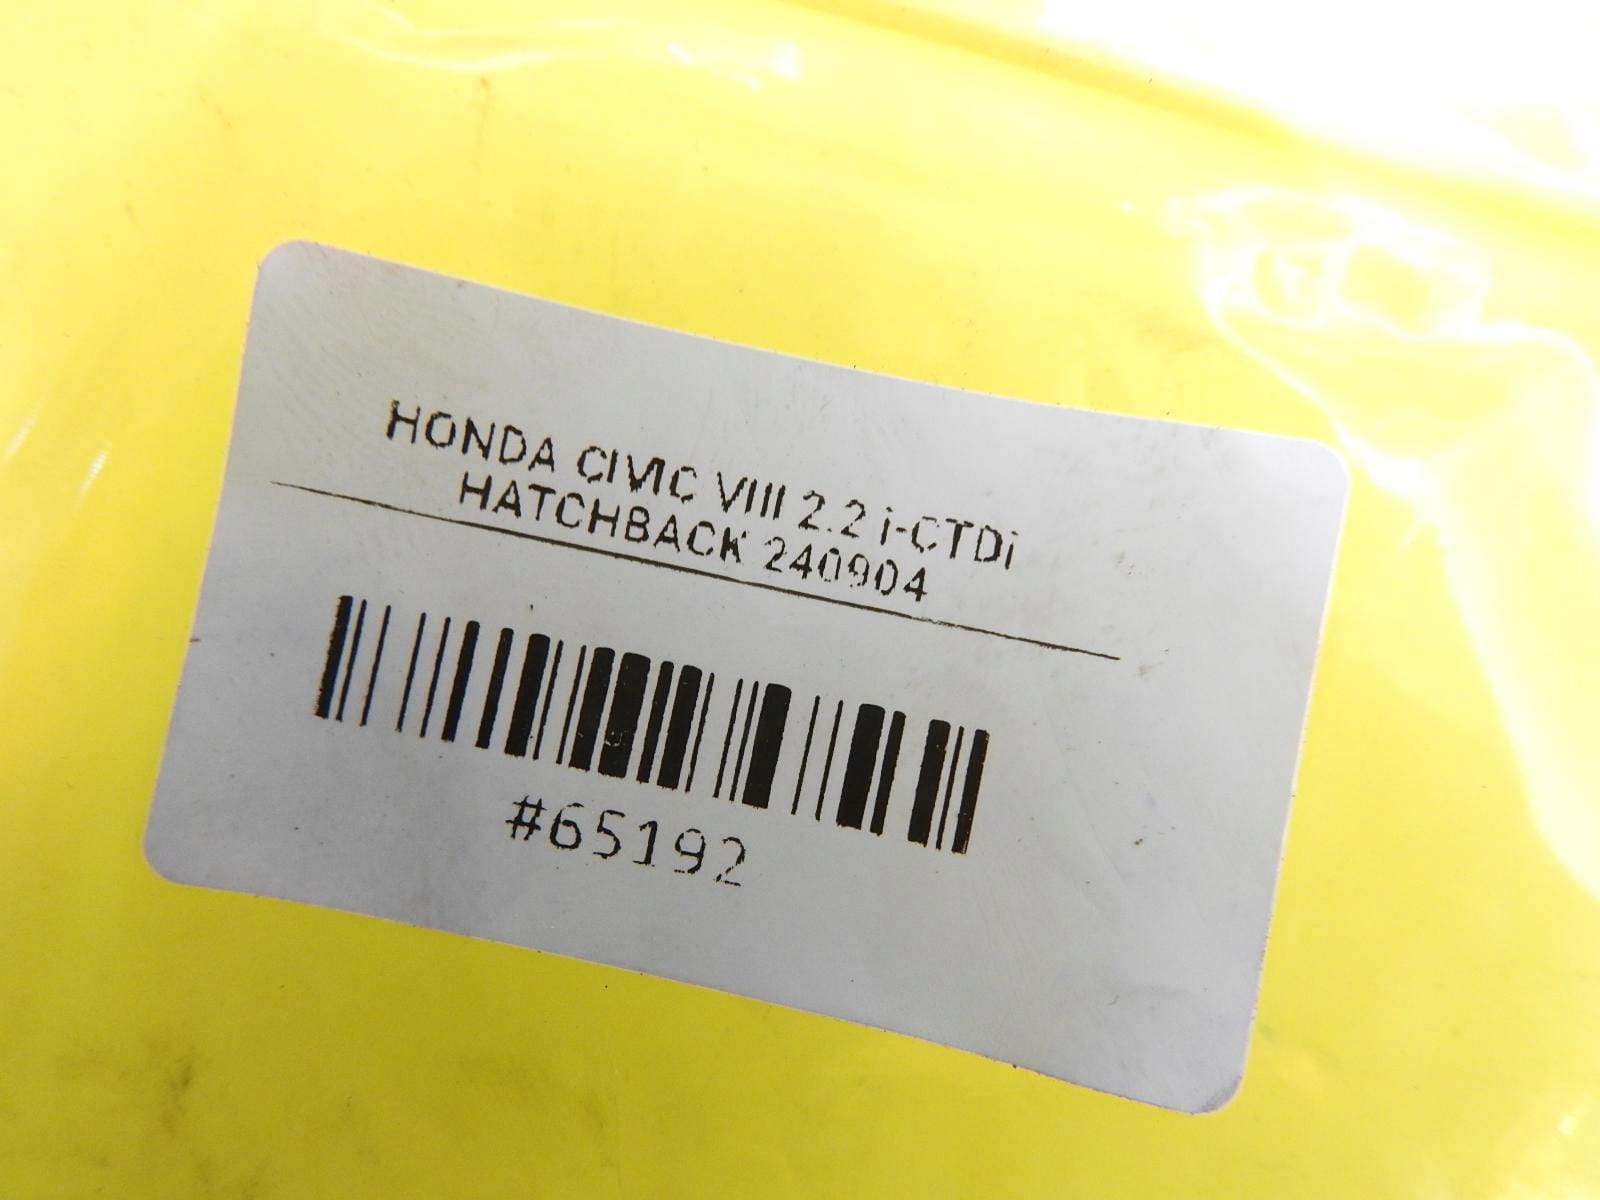 HONDA CIVIC VIII 2.2 i-CTDi
HATCHBACK 240904
#65192